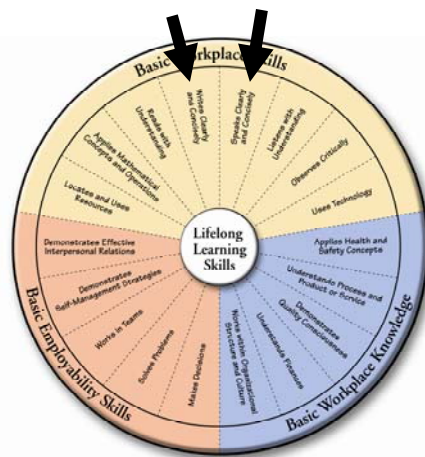 Basic Workplace Skills
Locates and Uses
Resources
Applies Mathematical
Concepts and Operations
Reads with
Understanding
Writes Clearly
and Concisely
Speaks Clearly
and Concisely
Listens with
Understanding
Observes Critically
Uses Technology
Lifelong
Learning
Skills
Basic Workplace Knowledge
Applies Health and
Safety Concepts
Understands Process and
Product or Service
Demonstrates
Quality Consciousness
Understands Finances
Works within Organizational
Structure and Culture
Basic Employability Skills
Demonstrates Effective
Interpersonal Relations
Demonstrates
Self-Management Strategies
Works in Teams
Solves Problems
Makes Decisions